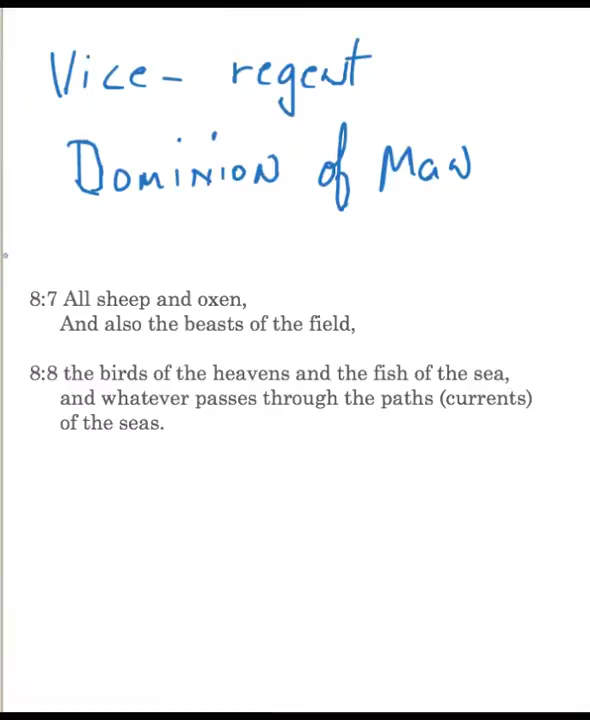 Vice- regent
Dominion of Man
8:7 All sheep and oxen,
And also the beasts of the field,
8:8 the birds of the heavens and the fish of the sea,
and whatever passes through the paths (currents)
of the seas.